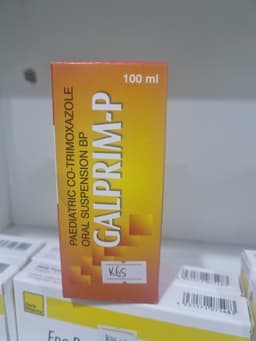 100 ml
PAEDIATRIC CO-TRIMOXAZOLE
ORAL SUSPENSION BP
GALPRIM-P
K65